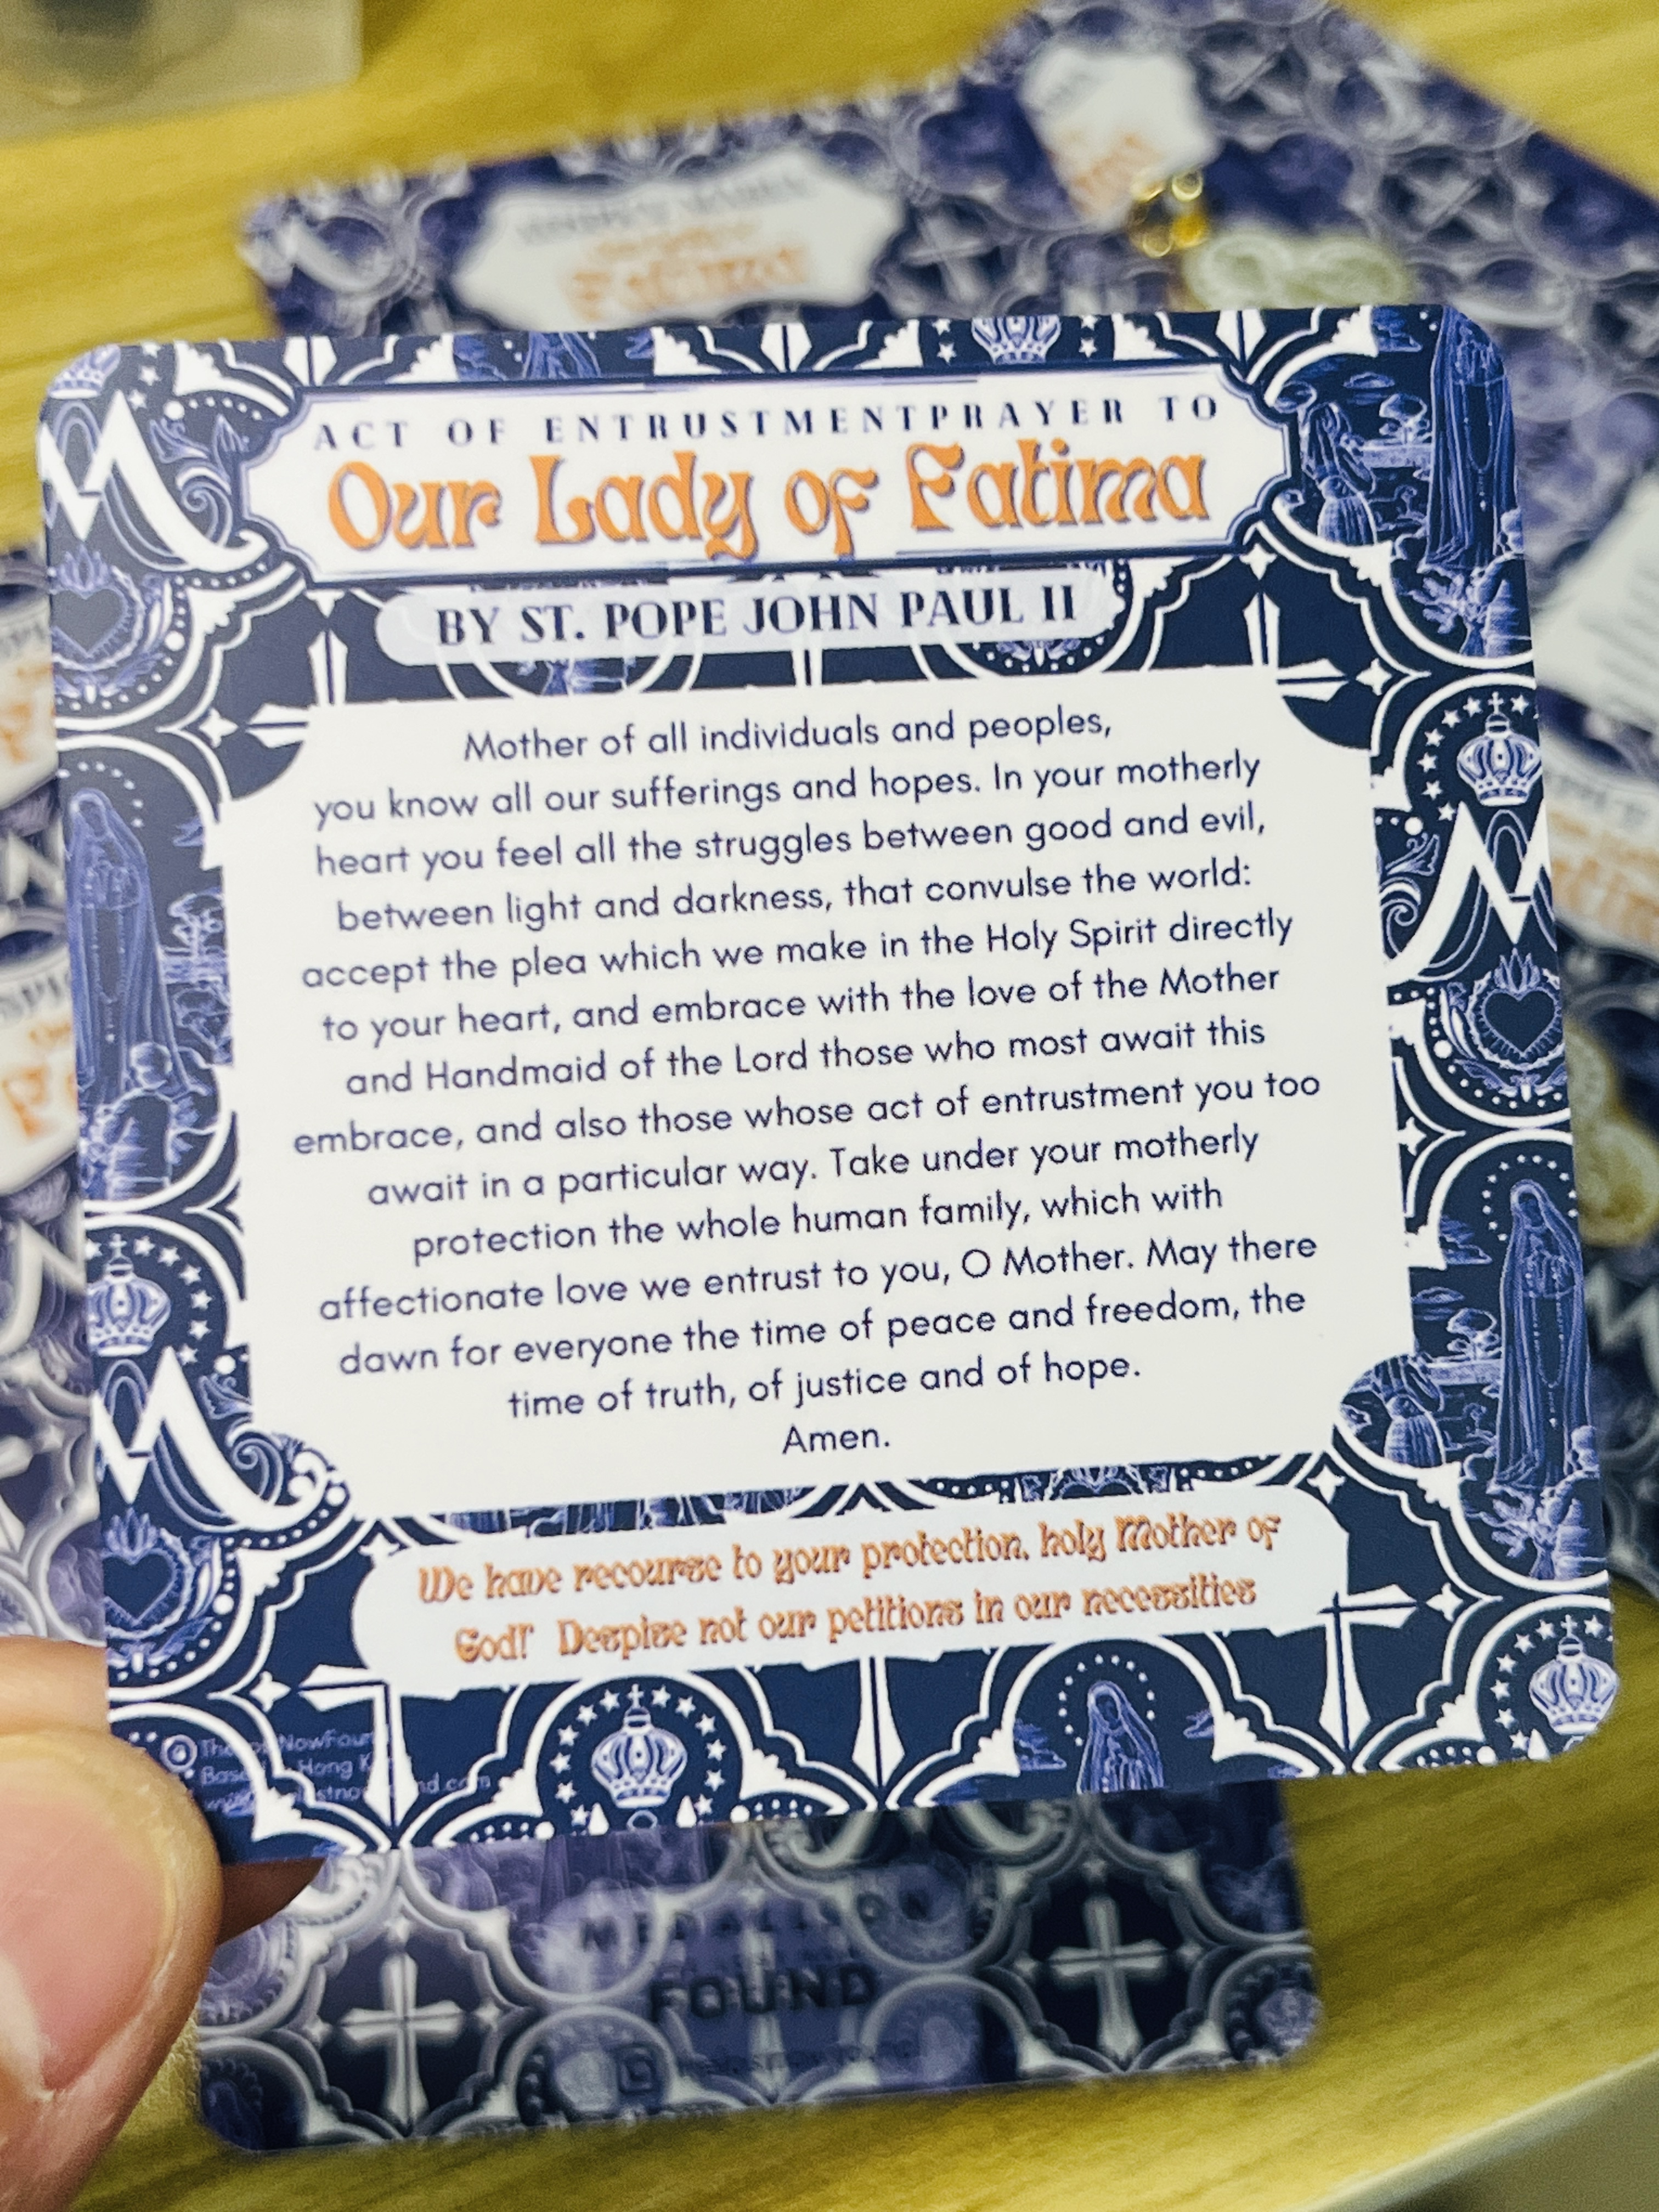 ACT OF ENTRUSTMENTPRAYER TO
Our Lady of Fatima
BY ST. POPE JOHN PAUL II
Mother of all individuals and peoples,
you know all our sufferings and hopes. In your motherly
heart you feel all the struggles between good and evil,
between light and darkness, that convulse the world:
accept the plea which we make in the Holy Spirit directly
to your heart, and embrace with the love of the Mother
and Handmaid of the Lord those who most await this
embrace, and also those whose act of entrustment you too
await in a particular way. Take under your motherly
protection the whole human family, which with
affectionate love we entrust to you, O Mother. May there
dawn for everyone the time of peace and freedom, the
time of truth, of justice and of hope.
Amen.
We have recourse to your protection, holy Mother of
God! Despise not our petitions in our necessities
Hong
Fatima
FOUND